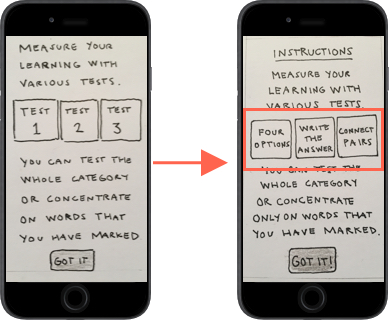 MEASURE YOUR
LEARNING WITH
VARIOUS TESTS.
TEST 1
TEST 2
TEST 3
YOU CAN TEST THE
WHOLE CATEGORY
OR CONCENTRATE
ON WORDS THAT
YOU HAVE MARKED.
GOT IT
INSTRUCTIONS
MEASURE YOUR
LEARNING WITH
VARIOUS TESTS.
FOUR OPTIONS
WRITE THE ANSWER
CONNECT PAIRS
YOU CAN TEST THE
WHOLE CATEGORY
OR CONCENTRATE
ONLY ON WORDS THAT
YOU HAVE MARKED.
GOT IT!